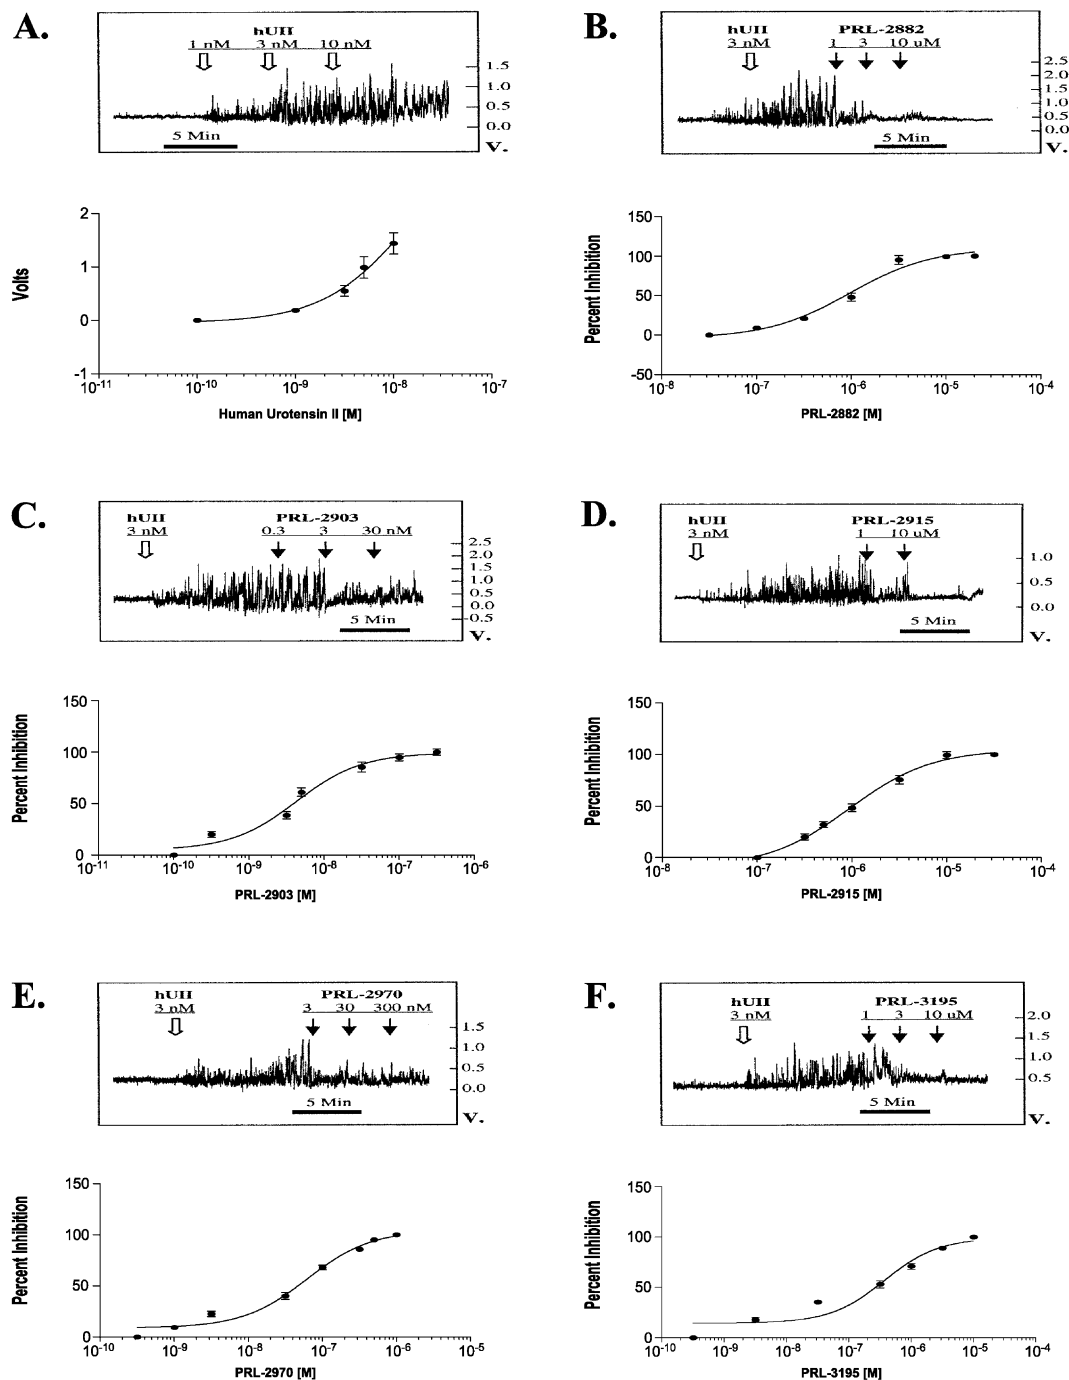 A.
hUII
1 nM 3 nM 10 nM
1.5
1.0
0.5
0.0
5 Min
V.
2
1
0
-1
Volts
10-11 10-10 10-9 10-8 10-7
Human Urotensin II [M]
B.
hUII PRL-2882
3 nM 1 3 10 uM
2.5
2.0
1.5
1.0
0.5
0.0
5 Min
V.
150
100
50
0
-50
Percent Inhibition
10-8 10-7 10-6 10-5 10-4
PRL-2882 [M]
C.
hUII PRL-2903
3 nM 0.3 3 30 nM
2.5
2.0
1.5
1.0
0.5
0.0
-0.5
5 Min
V.
150
100
50
0
Percent Inhibition
10-11 10-10 10-9 10-8 10-7 10-6
PRL-2903 [M]
D.
hUII PRL-2915
3 nM 1 10 uM
1.0
0.5
0.0
5 Min
V.
150
100
50
0
Percent Inhibition
10-8 10-7 10-6 10-5 10-4
PRL-2915 [M]
E.
hUII PRL-2970
3 nM 3 30 300 nM
1.5
1.0
0.5
0.0
5 Min
V.
150
100
50
0
Percent Inhibition
10-10 10-9 10-8 10-7 10-6 10-5
PRL-2970 [M]
F.
hUII PRL-3195
3 nM 1 3 10 uM
2.0
1.5
1.0
0.5
5 Min
V.
150
100
50
0
Percent Inhibition
10-10 10-9 10-8 10-7 10-6 10-5 10-4
PRL-3195 [M]